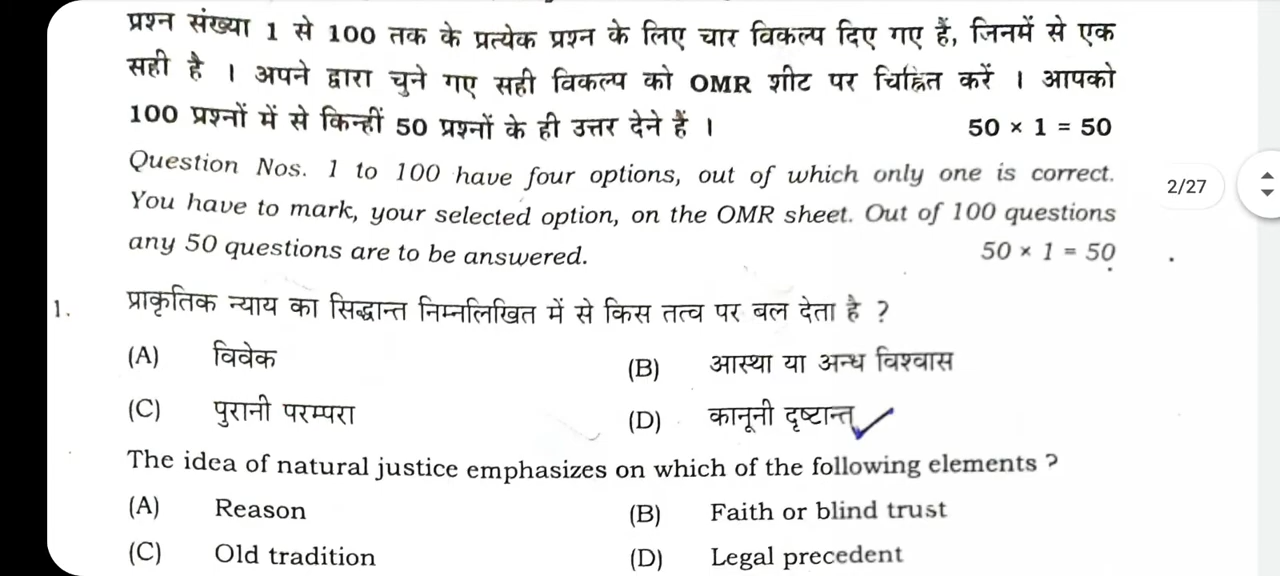 प्रश्न संख्या 1 से 100 तक के प्रत्येक प्रश्न के लिए चार विकल्प दिए गए हैं, जिनमें से एक
सही है । अपने द्वारा चुने गए सही विकल्प को OMR शीट पर चिह्नित करें । आपको
100 प्रश्नों में से किन्हीं 50 प्रश्नों के ही उत्तर देने हैं । 50 × 1 = 50
Question Nos. 1 to 100 have four options, out of which only one is correct.
You have to mark, your selected option, on the OMR sheet. Out of 100 questions
any 50 questions are to be answered. 50 × 1 = 50
2/27
1. प्राकृतिक न्याय का सिद्धान्त निम्नलिखित में से किस तत्व पर बल देता है ?
(A) विवेक (B) आस्था या अन्ध विश्वास
(C) पुरानी परम्परा (D) कानूनी दृष्टान्त
The idea of natural justice emphasizes on which of the following elements ?
(A) Reason (B) Faith or blind trust
(C) Old tradition (D) Legal precedent